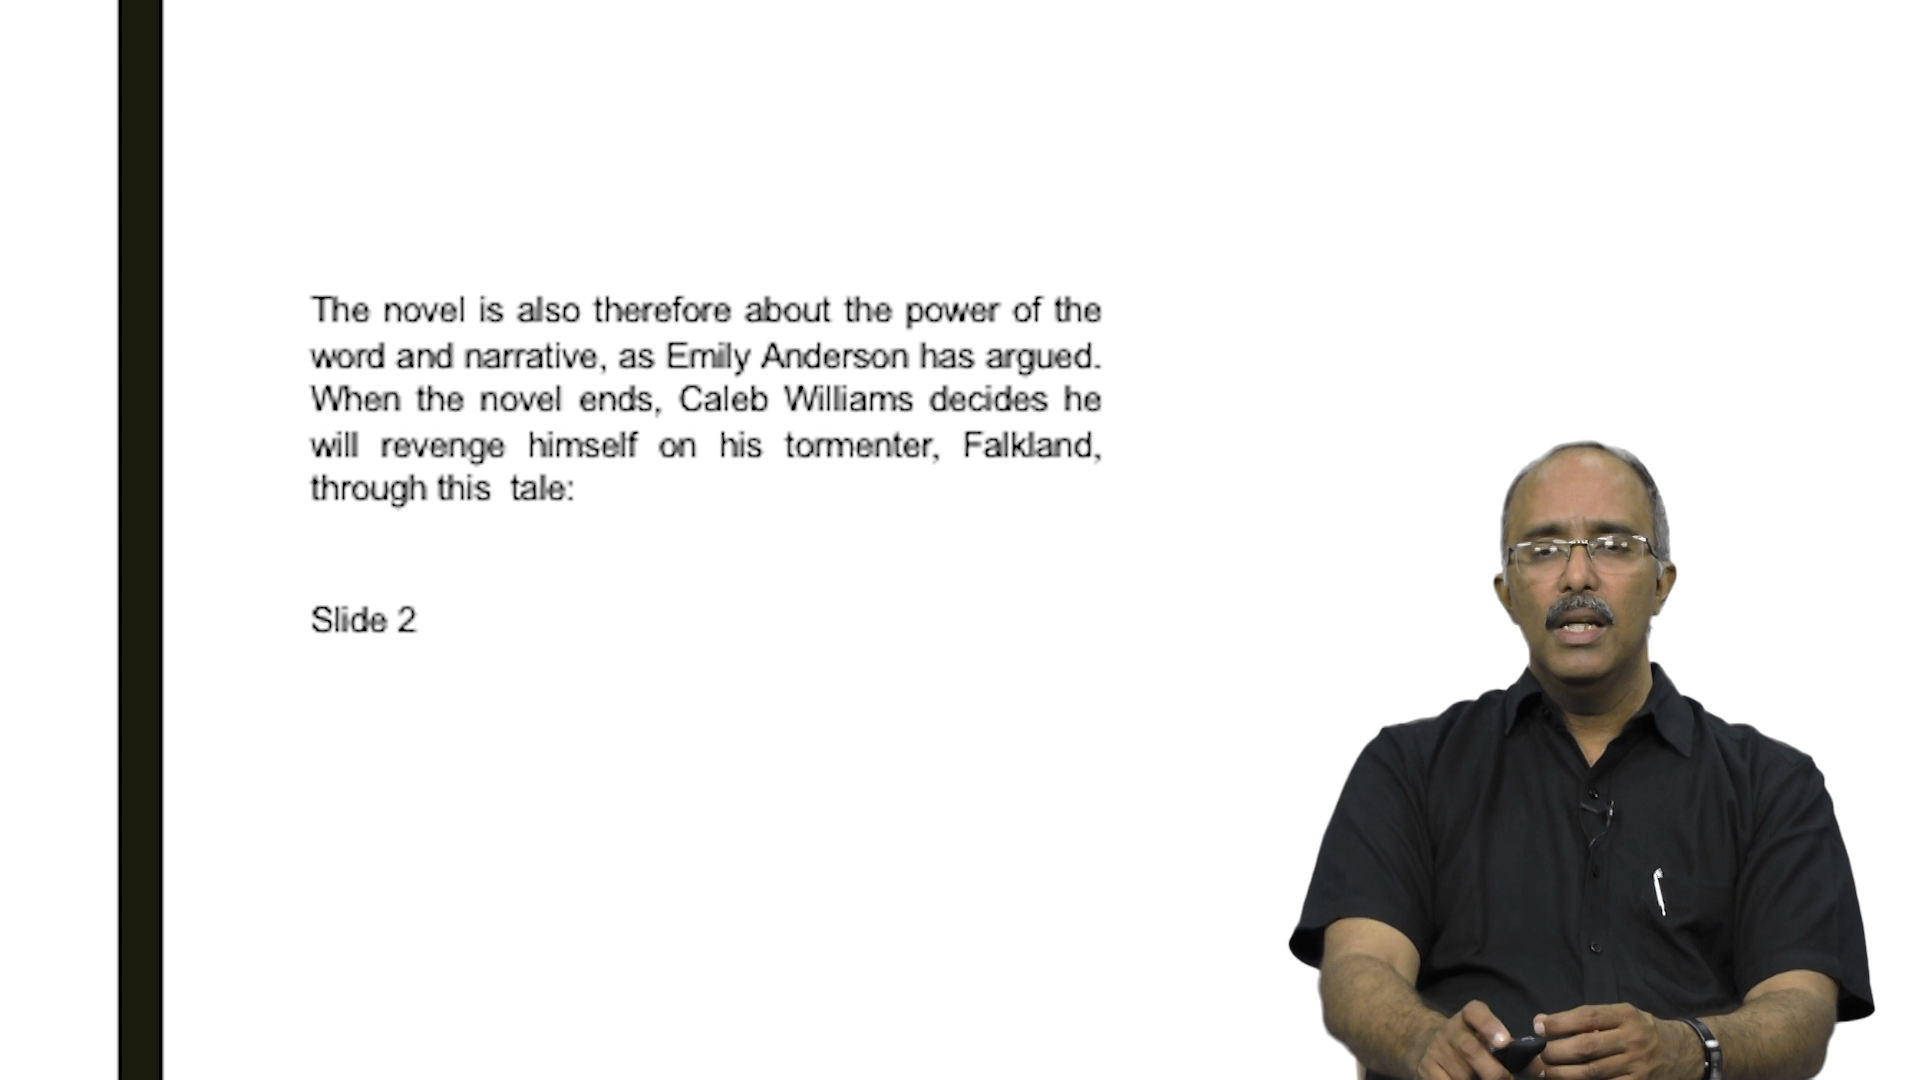 The novel is also therefore about the power of the
word and narrative, as Emily Anderson has argued.
When the novel ends, Caleb Williams decides he
will revenge himself on his tormenter, Falkland,
through this tale:
Slide 2